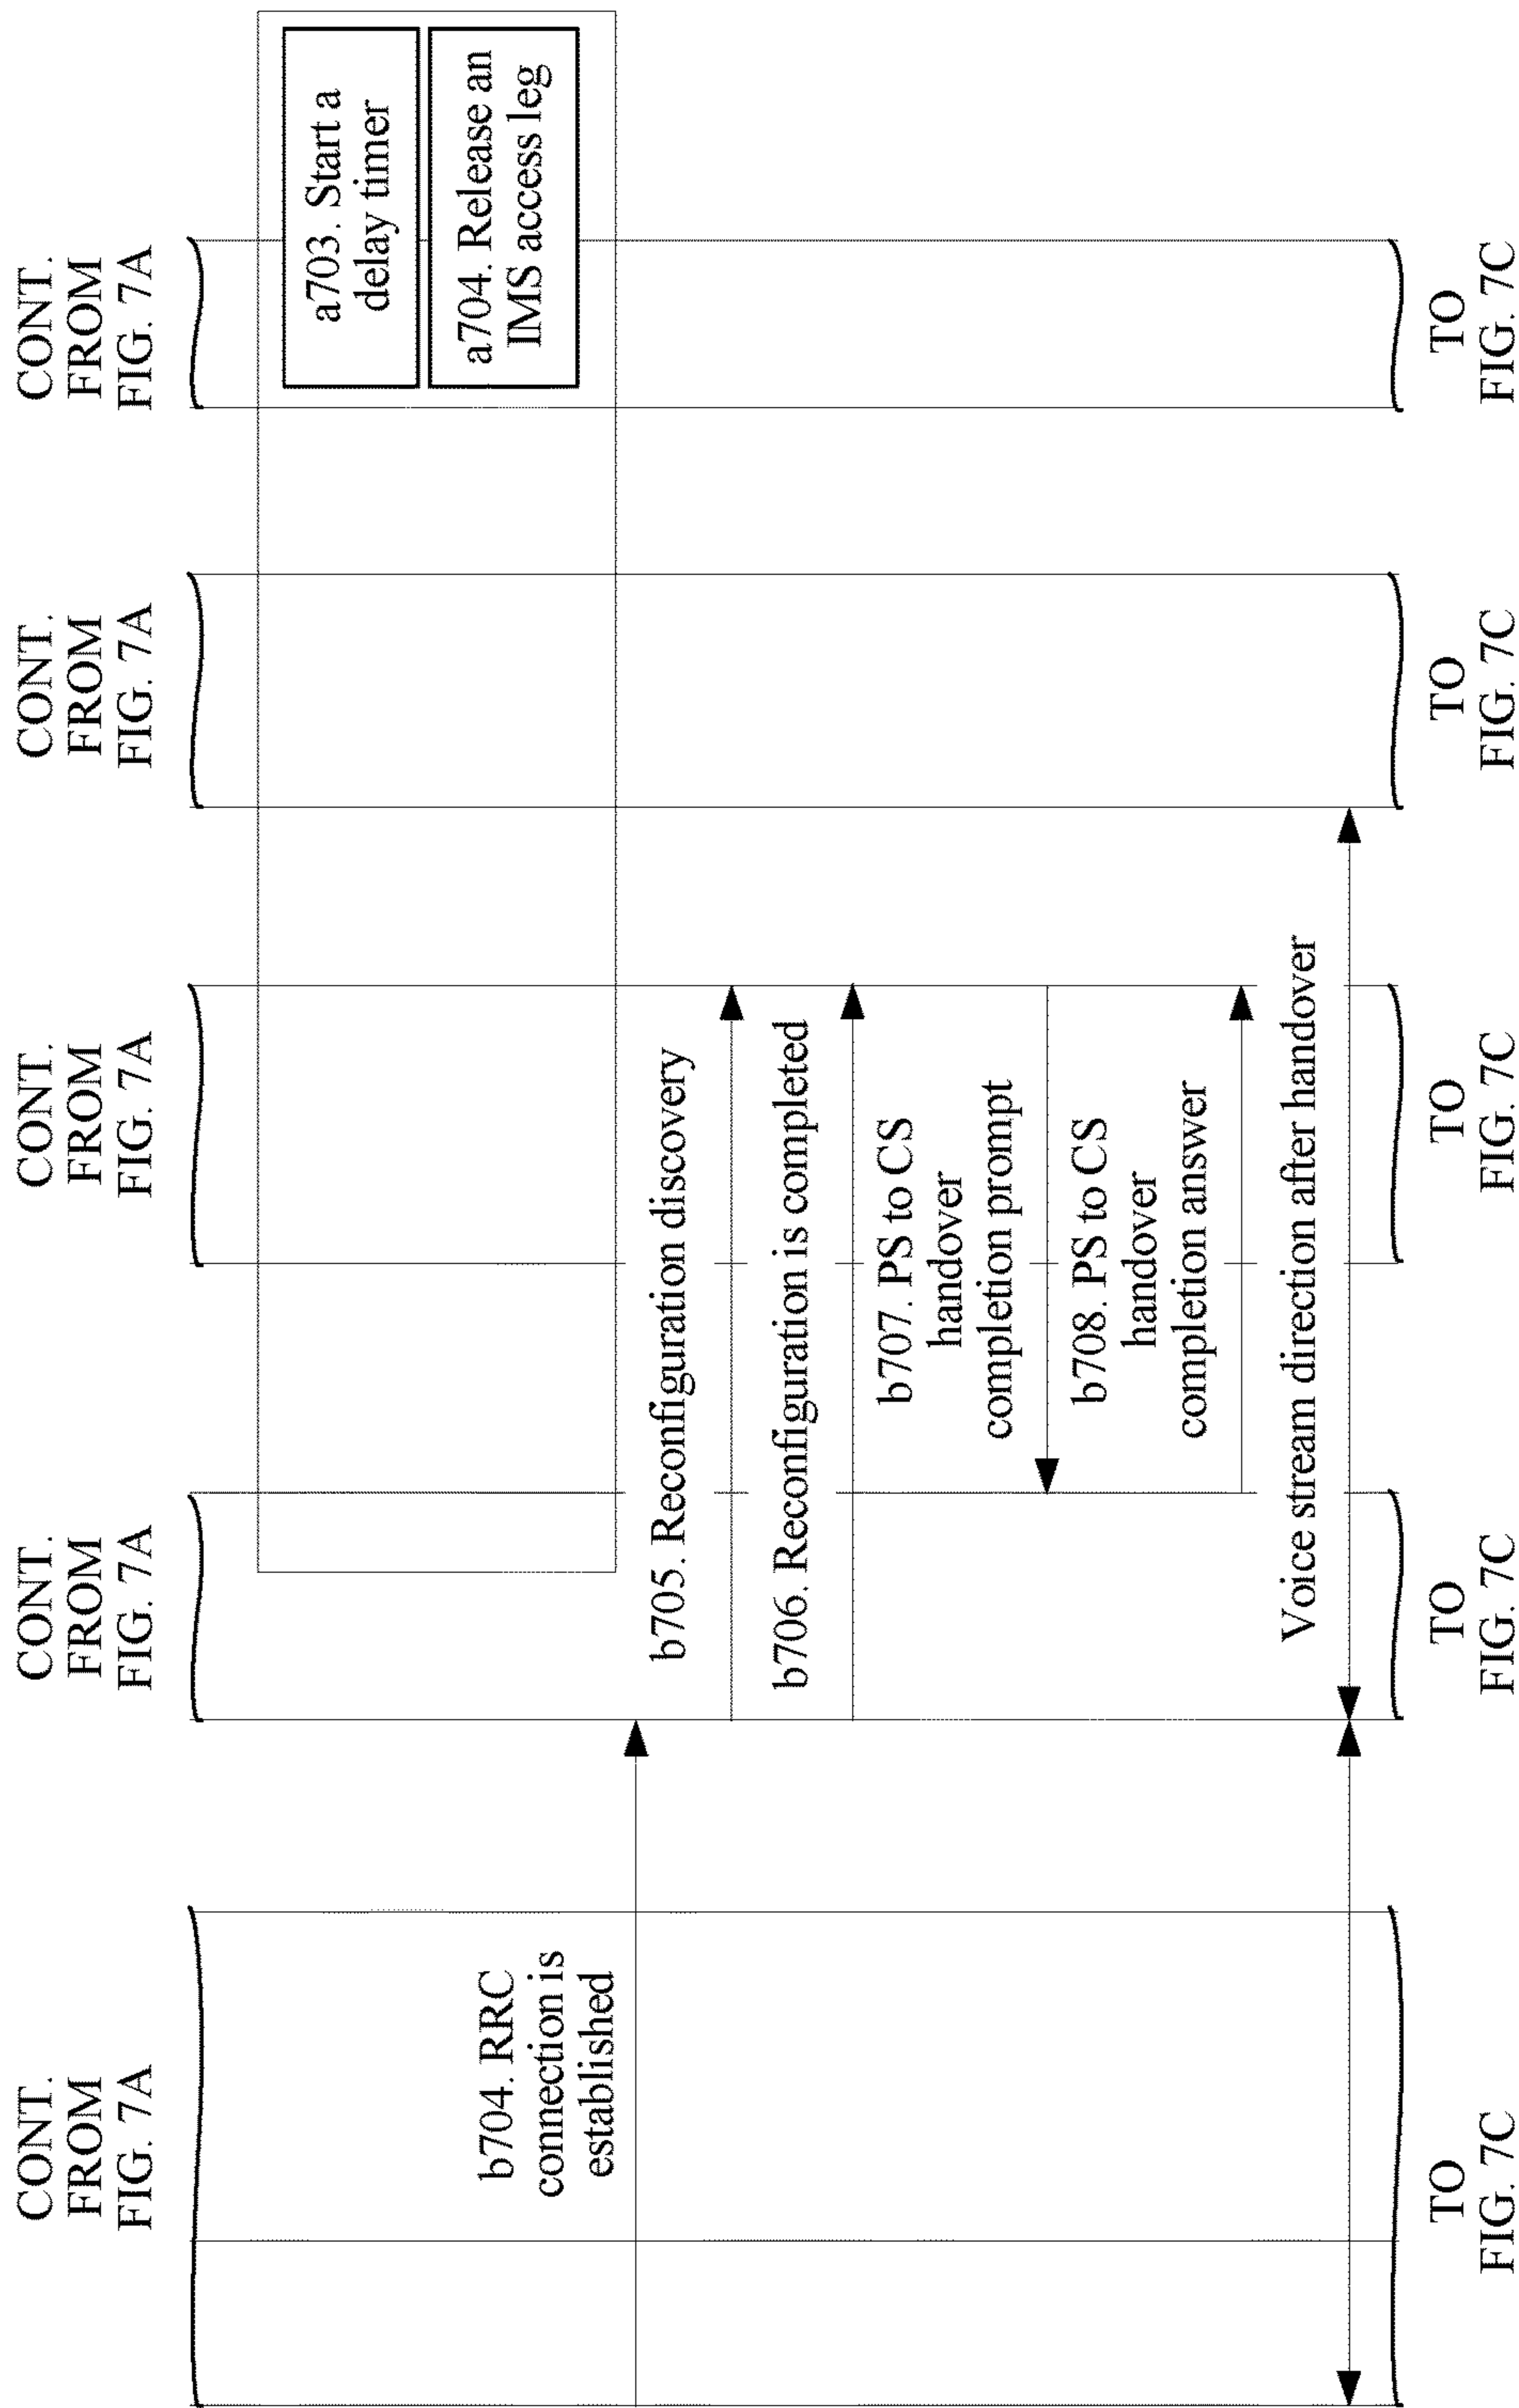 CONT.
FROM
FIG. 7A
CONT.
FROM
FIG. 7A
CONT.
FROM
FIG. 7A
CONT.
FROM
FIG. 7A
CONT.
FROM
FIG. 7A
a703. Start a
delay timer
a704. Release an
IMS access leg
b704. RRC
connection is
established
b705. Reconfiguration discovery
b706. Reconfiguration is completed
b707. PS to CS
handover
completion prompt
b708. PS to CS
handover
completion answer
Voice stream direction after handover
TO
FIG. 7C
TO
FIG. 7C
TO
FIG. 7C
TO
FIG. 7C
TO
FIG. 7C